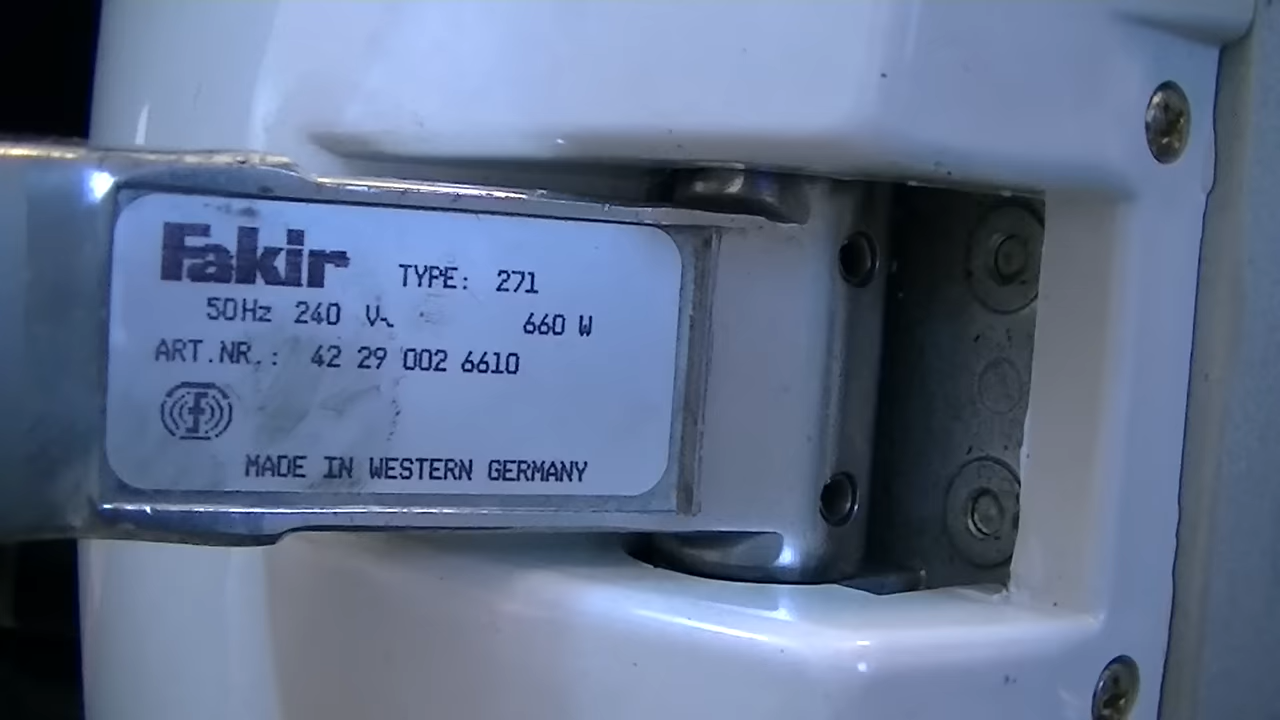 Fakir TYPE: 271
50Hz 240 V~ 660 W
ART.NR.: 42 29 002 6610
MADE IN WESTERN GERMANY